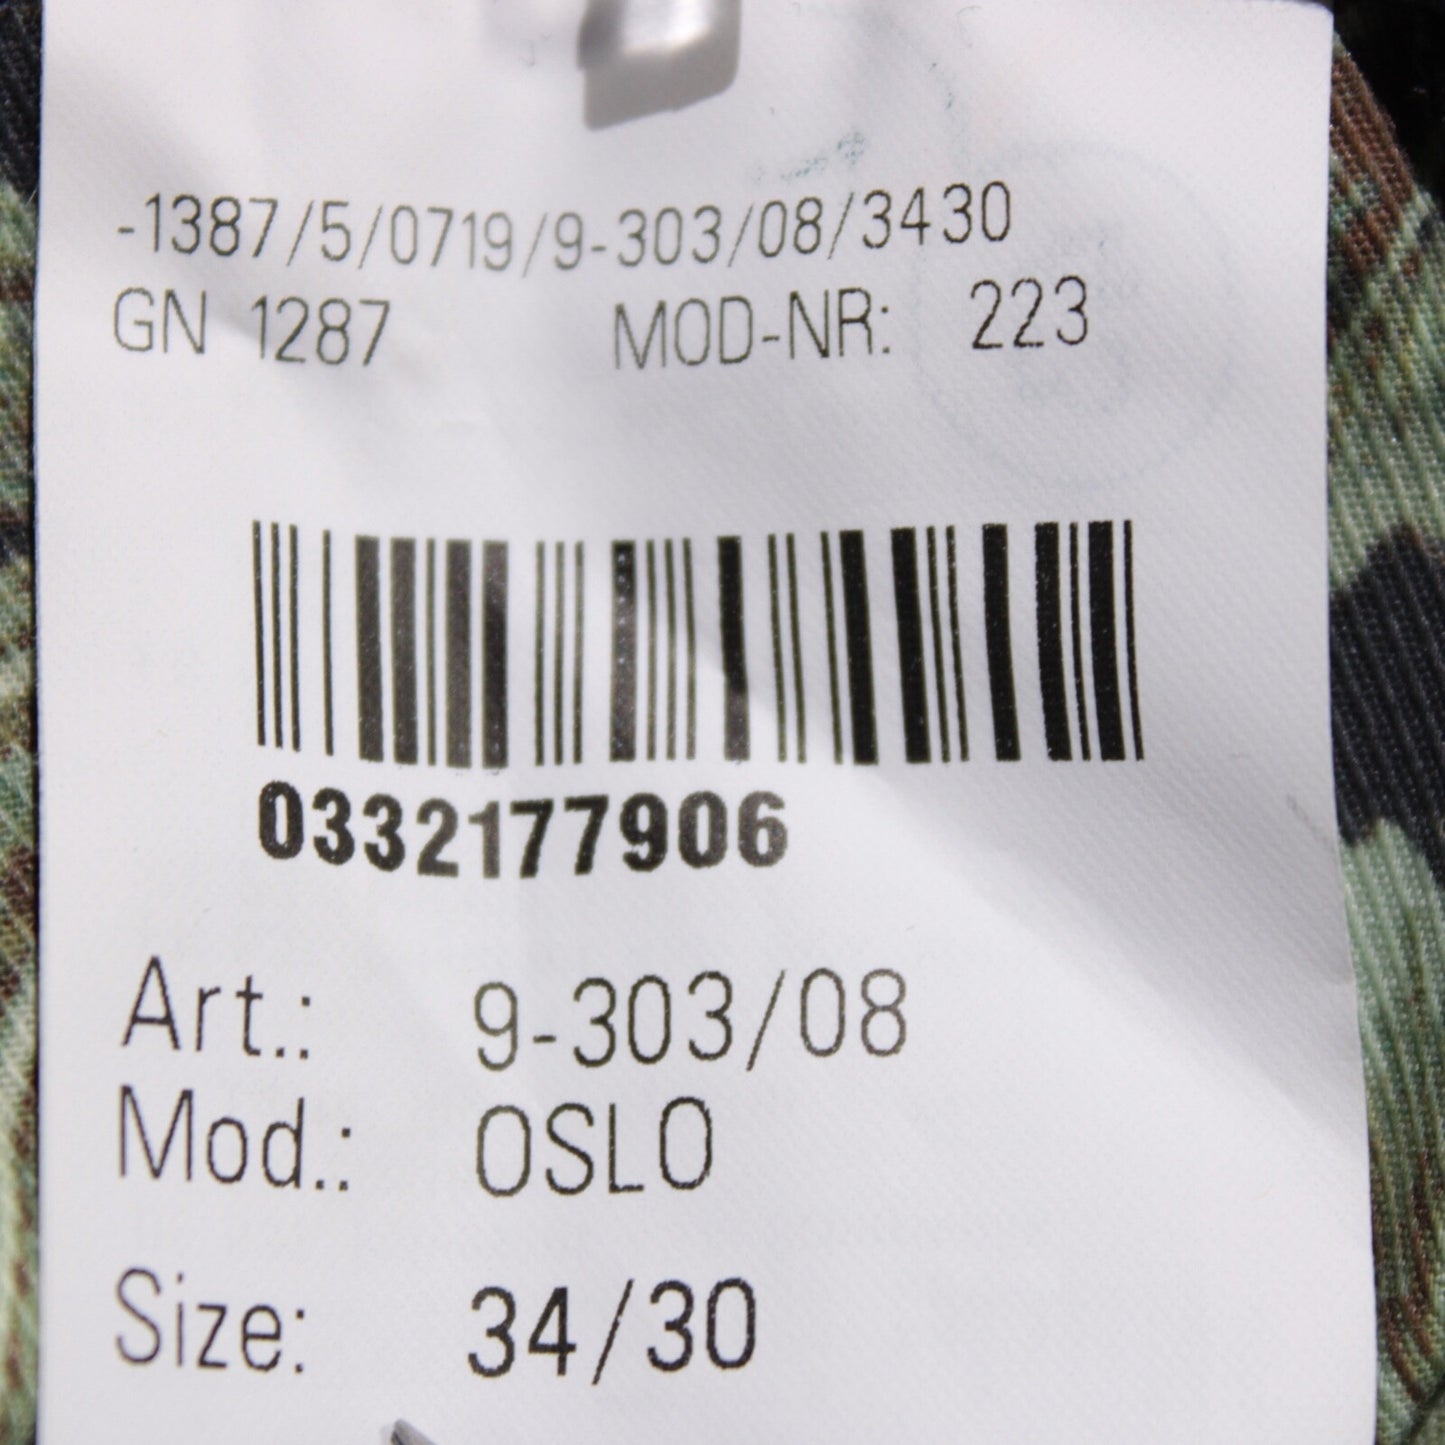 -1387/5/0719/9-303/08/3430
GN 1287 MOD-NR: 223
0332177906
Art.: 9-303/08
Mod.: OSLO
Size: 34/30